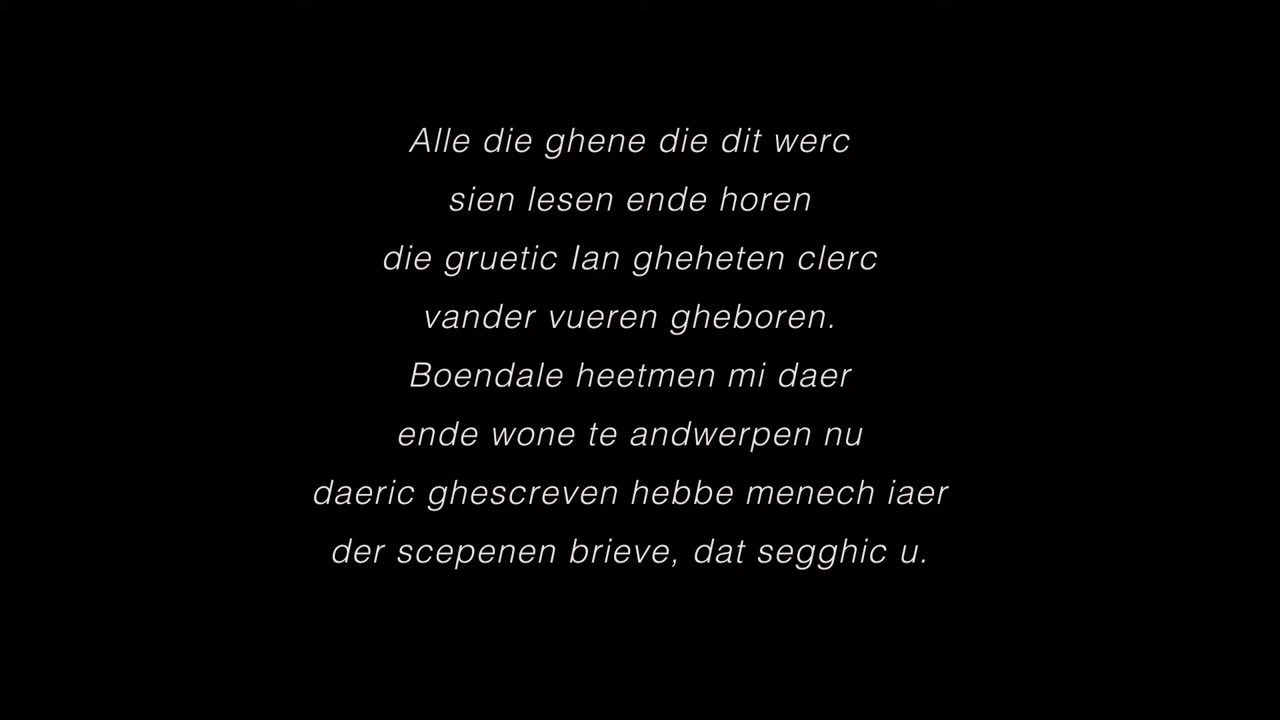 Alle die ghene die dit werc
sien lesen ende horen
die gruetic Ian gheheten clerc
vander vueren gheboren.
Boendale heetmen mi daer
ende wone te andwerpen nu
daeric ghescreven hebbe menech iaer
der scepenen brieve, dat segghic u.